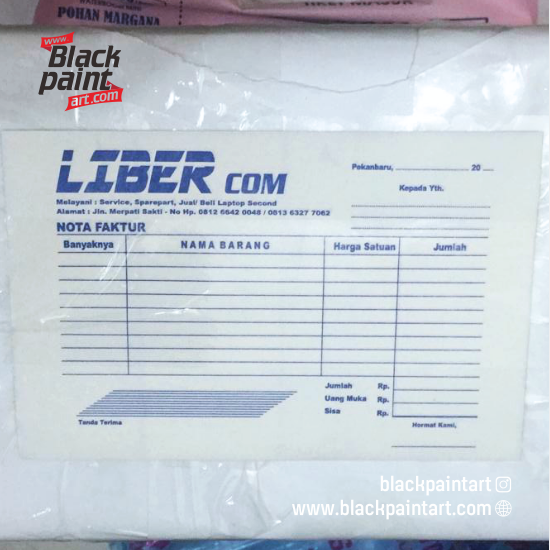 POHAN MARGANA
Black
paint
art.com
LIBER COM
Melayani : Service, Sparepart, Jual/ Beli Laptop Second
Alamat : Jln. Merpati Sakti - No Hp. 0812 6642 0048 / 0813 6327 7062
Pekanbaru, .................... 20 ....
Kepada Yth.
NOTA FAKTUR
Banyaknya NAMA BARANG Harga Satuan Jumlah
Jumlah Rp.
Uang Muka Rp.
Sisa Rp.
Tanda Terima
Hormat Kami,
blackpaintart
www.blackpaintart.com